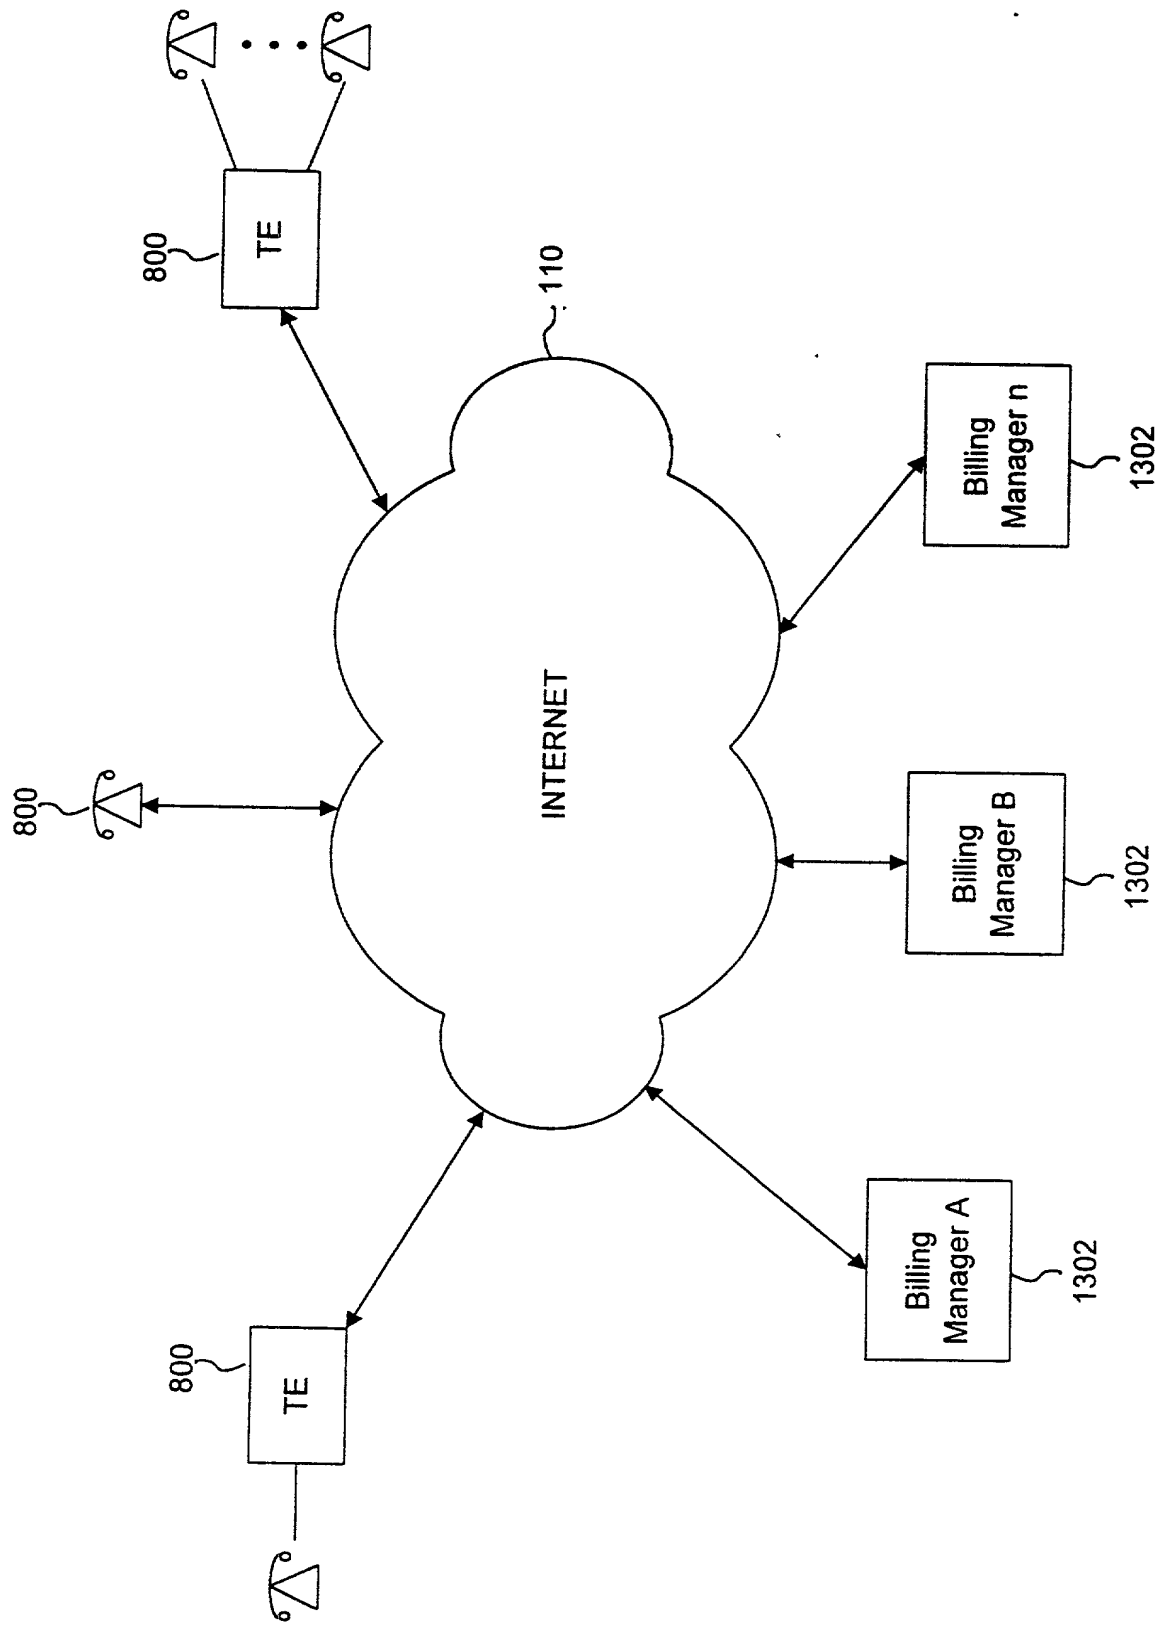 800
TE
800
800
TE
INTERNET
110
Billing
Manager A
1302
Billing
Manager B
1302
Billing
Manager n
1302